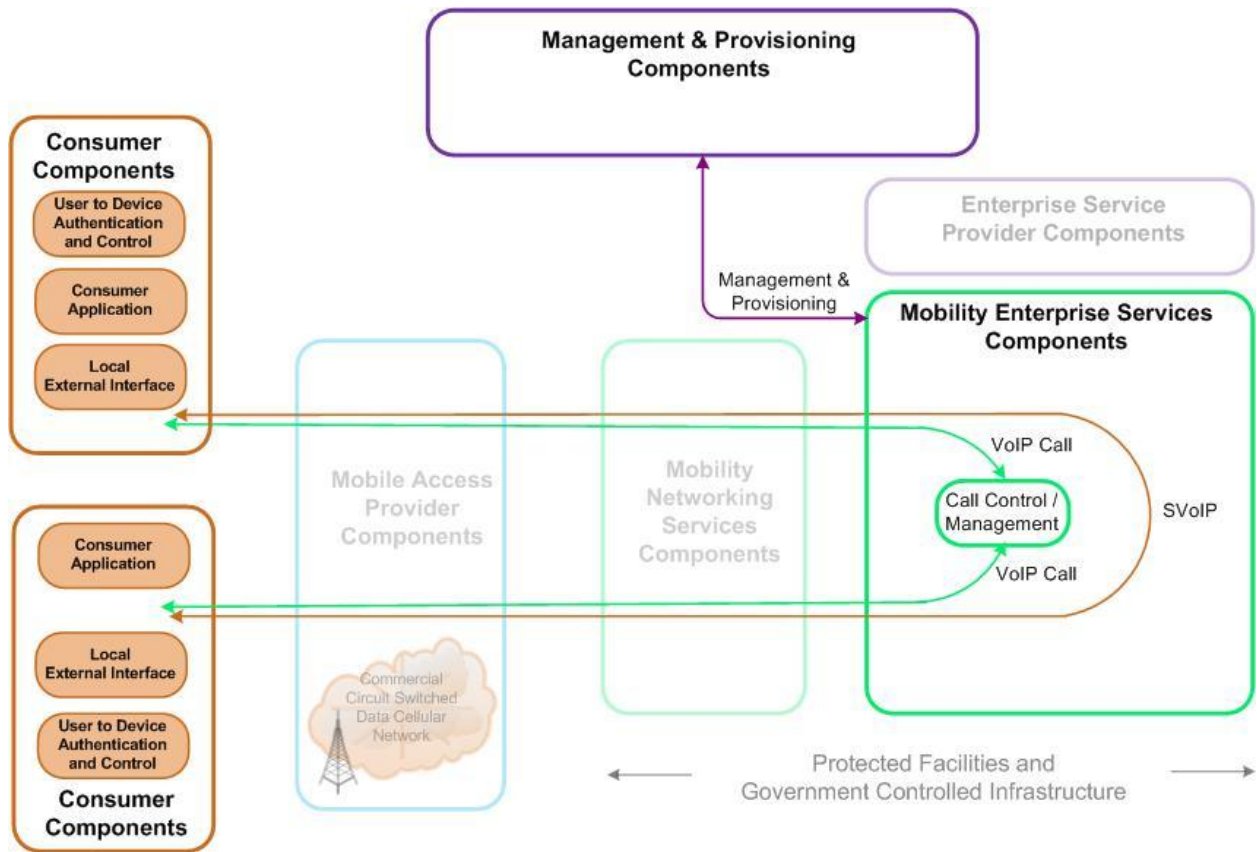 Management & Provisioning
Components
Consumer
Components
User to Device
Authentication
and Control
Consumer
Application
Local
External Interface
Enterprise Service
Provider Components
Management &
Provisioning
Mobility Enterprise Services
Components
Mobile Access
Provider
Components
Mobility
Networking
Services
Components
VoIP Call
Call Control /
Management
VoIP Call
SVoIP
Consumer
Application
Local
External Interface
User to Device
Authentication
and Control
Consumer
Components
Commercial
Circuit Switched
Data Cellular
Network
Protected Facilities and
Government Controlled Infrastructure